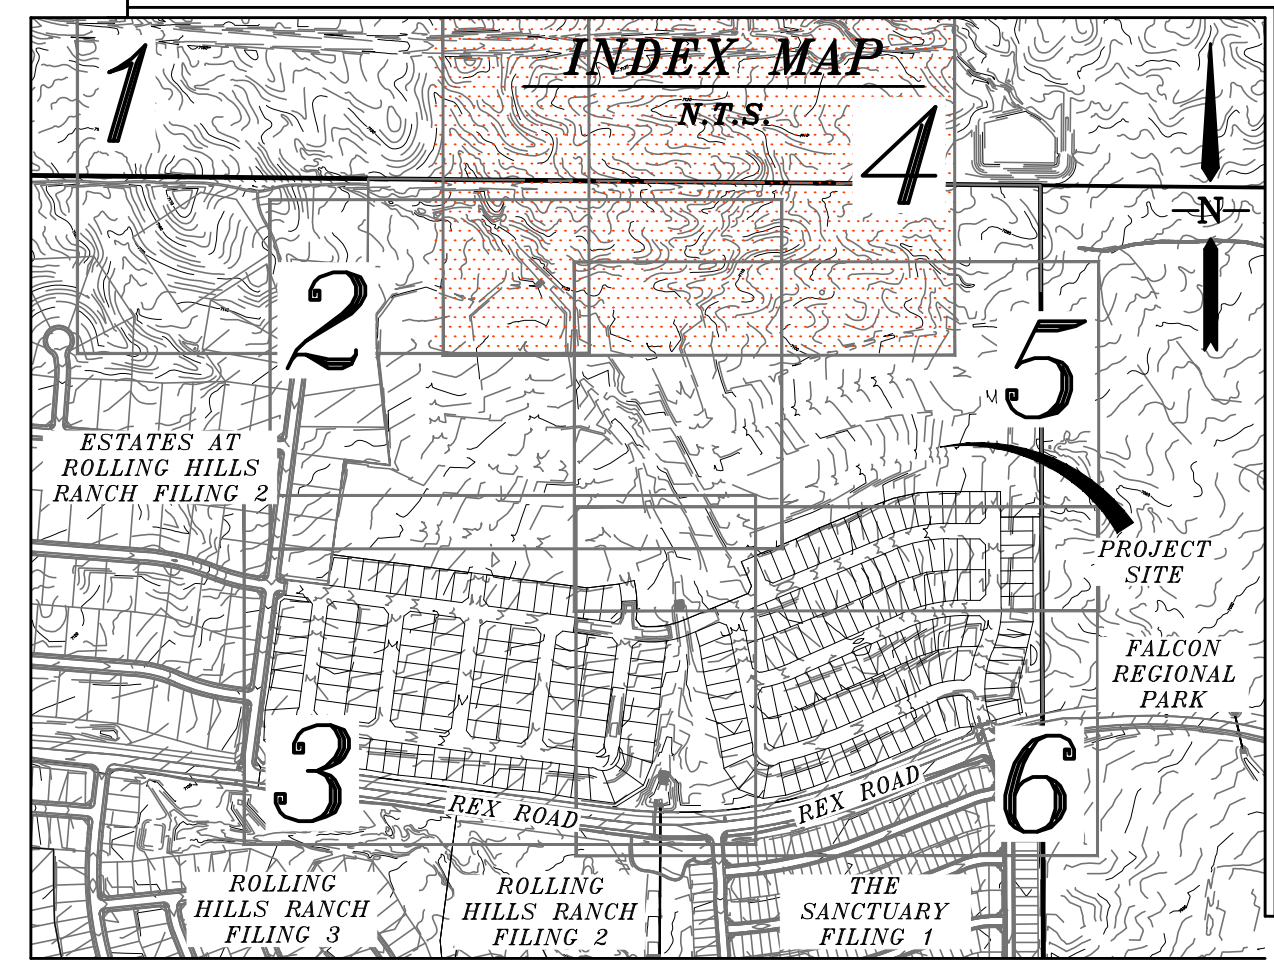 INDEX MAP
N.T.S.
1
4
N
2
5
ESTATES AT
ROLLING HILLS
RANCH FILING 2
PROJECT
SITE
FALCON
REGIONAL
PARK
3
6
REX ROAD
REX ROAD
ROLLING
HILLS RANCH
FILING 3
ROLLING
HILLS RANCH
FILING 2
THE
SANCTUARY
FILING 1